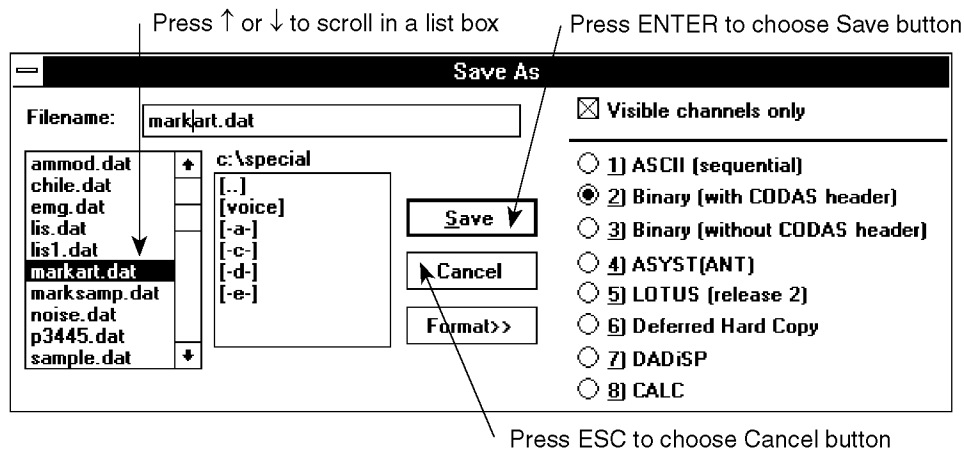 Press ↑ or ↓ to scroll in a list box
Press ENTER to choose Save button
Save As
Filename:
markart.dat
ammod.dat
chile.dat
emg.dat
lis.dat
lis1.dat
markart.dat
marksamp.dat
noise.dat
p3445.dat
sample.dat
c:\special
[..]
[voice]
[-a-]
[-c-]
[-d-]
[-e-]
Save
Cancel
Format>>
Visible channels only
1) ASCII (sequential)
2) Binary (with CODAS header)
3) Binary (without CODAS header)
4) ASYST(ANT)
5) LOTUS (release 2)
6) Deferred Hard Copy
7) DADiSP
8) CALC
Press ESC to choose Cancel button